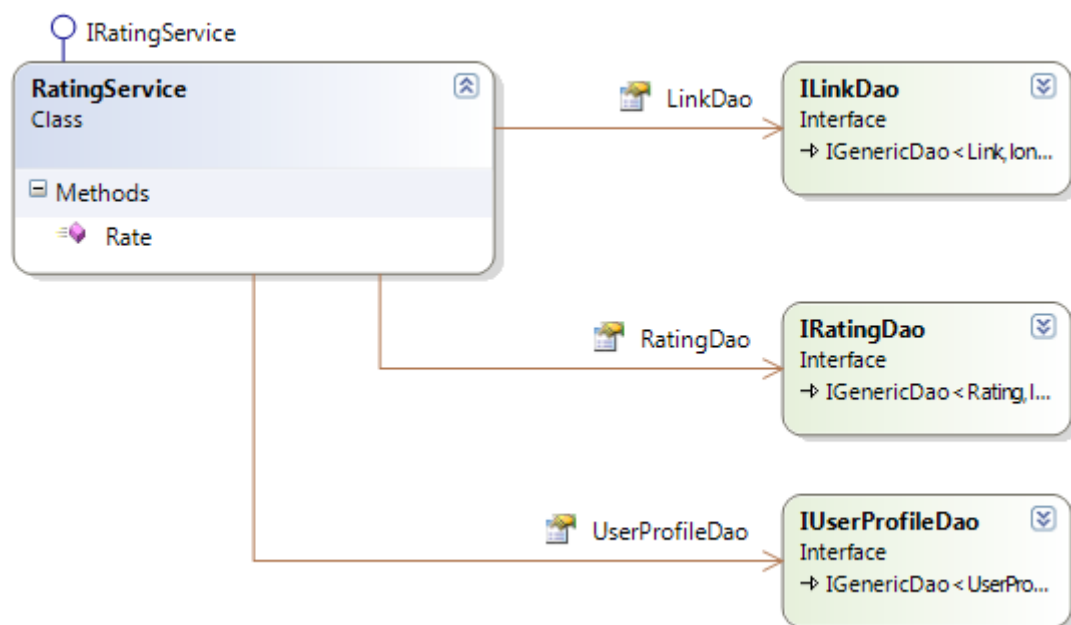 IRatingService
RatingService
Class
Methods
Rate
LinkDao
ILinkDao
Interface
IGenericDao<Link,lon...
RatingDao
IRatingDao
Interface
IGenericDao<Rating,l...
UserProfileDao
IUserProfileDao
Interface
IGenericDao<UserPro...